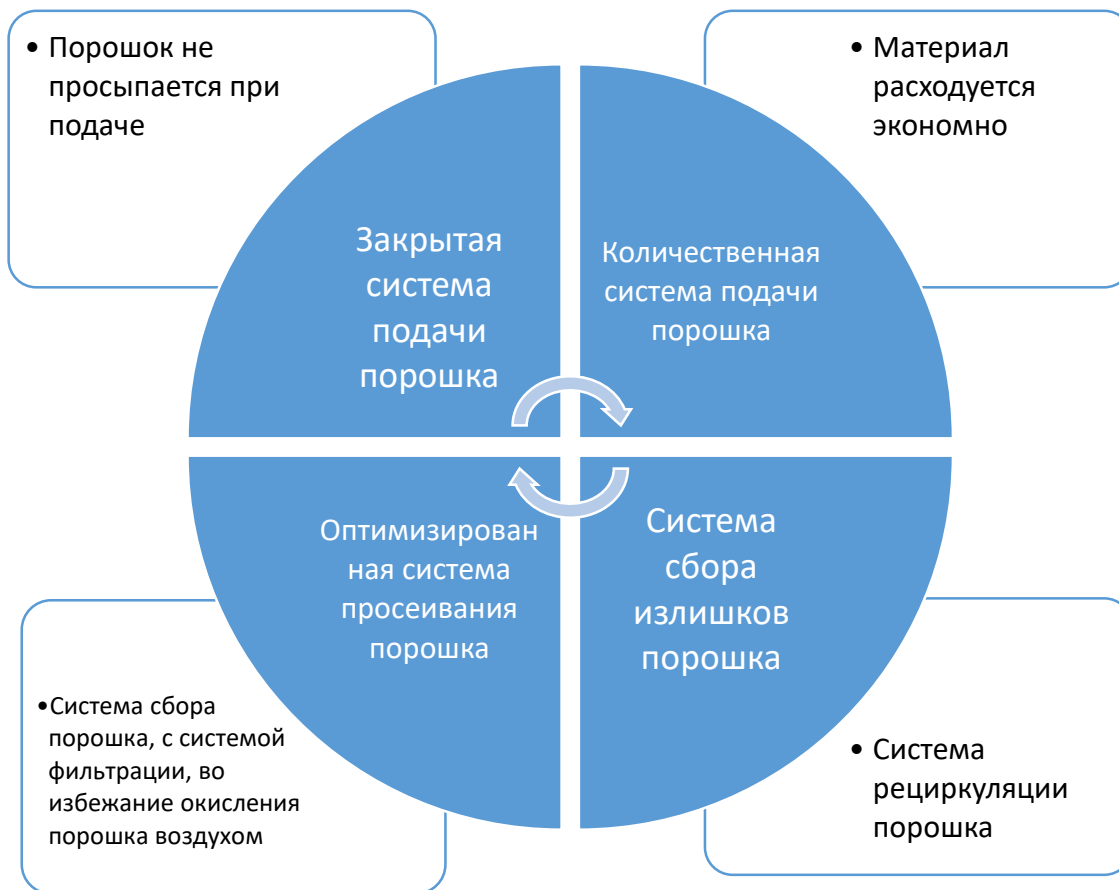 • Порошок не
просыпается при
подаче
• Материал
расходуется
экономно
Закрытая
система
подачи
порошка
Количественная
система подачи
порошка
Оптимизирован
ная система
просеивания
порошка
Система
сбора
излишков
порошка
•Система сбора
порошка, с системой
фильтрации, во
избежание окисления
порошка воздухом
• Система
рециркуляции
порошка